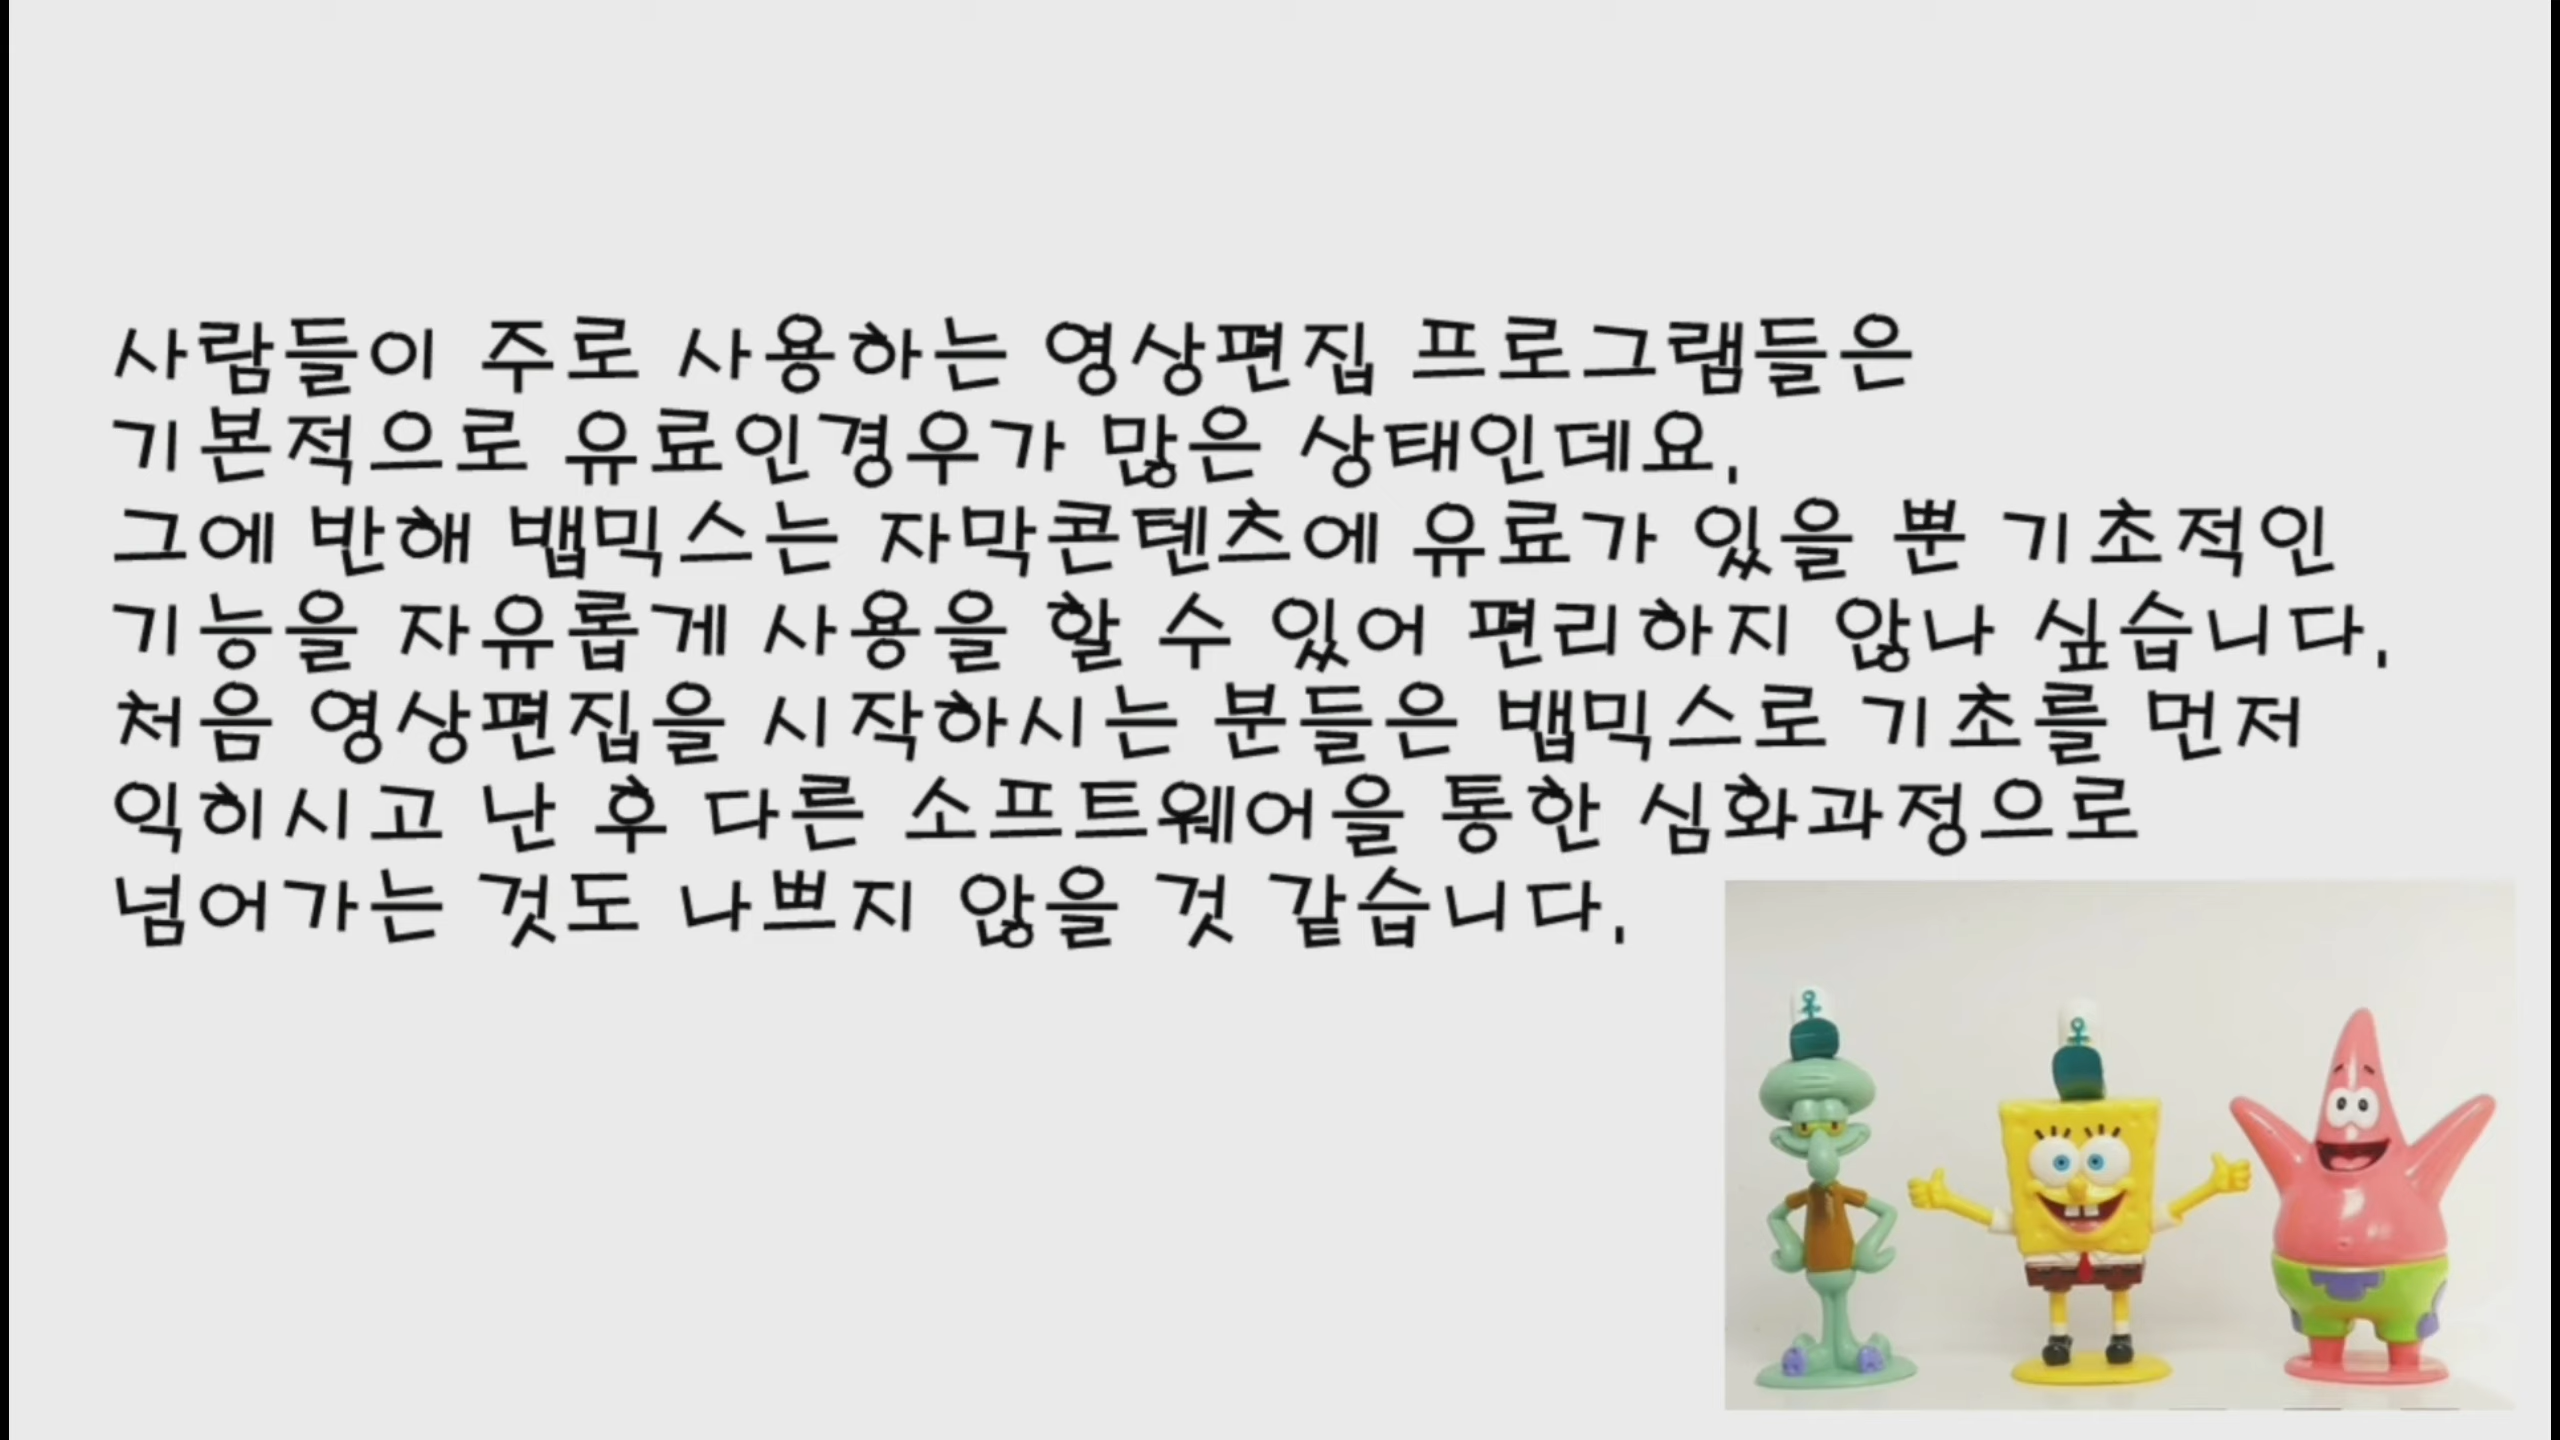 사람들이 주로 사용하는 영상편집 프로그램들은
기본적으로 유료인경우가 많은 상태인데요.
그에 반해 뱁믹스는 자막콘텐츠에 유료가 있을 뿐 기초적인
기능을 자유롭게 사용을 할 수 있어 편리하지 않나 싶습니다.
처음 영상편집을 시작하시는 분들은 뱁믹스로 기초를 먼저
익히시고 난 후 다른 소프트웨어을 통한 심화과정으로
넘어가는 것도 나쁘지 않을 것 같습니다.